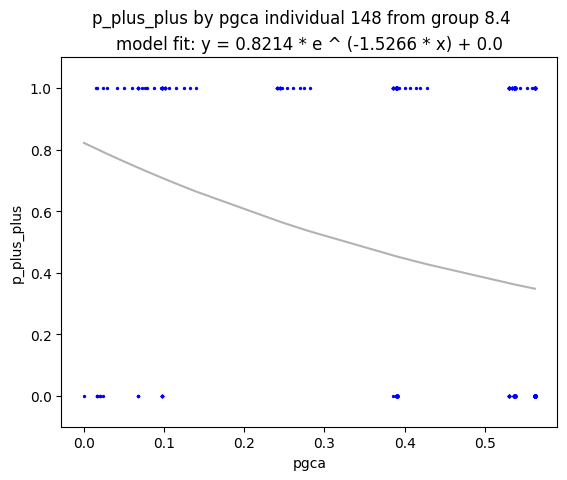 p_plus_plus by pgca individual 148 from group 8.4
model fit: y = 0.8214 * e ^ (-1.5266 * x) + 0.0
1.0
0.8
0.6
0.4
0.2
0.0
p_plus_plus
0.0 0.1 0.2 0.3 0.4 0.5
pgca